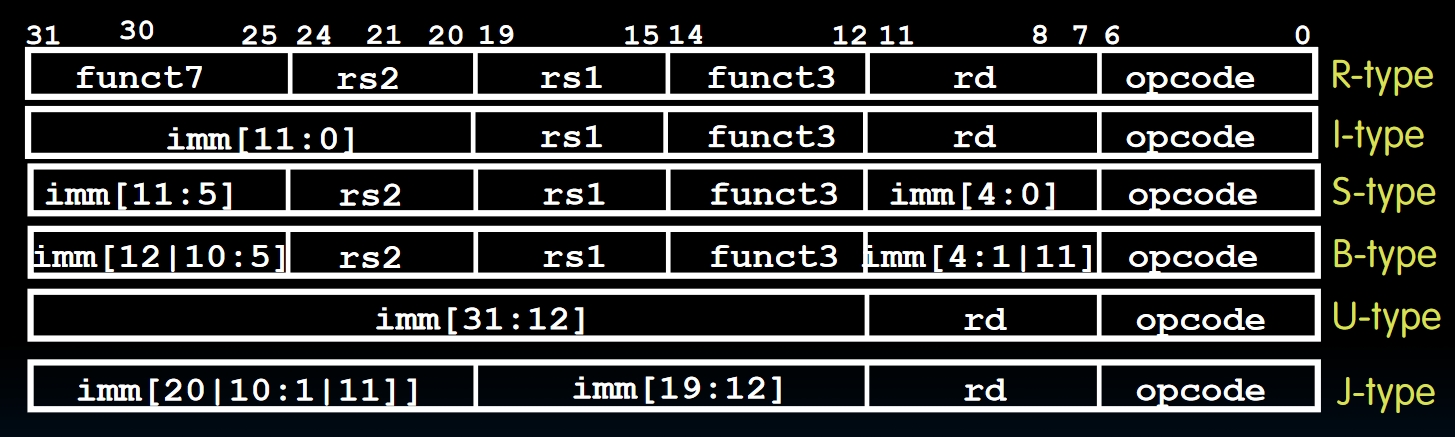 31 30 25 24 21 20 19 15 14 12 11 8 7 6 0
funct7 rs2 rs1 funct3 rd opcode R-type
imm[11:0] rs1 funct3 rd opcode I-type
imm[11:5] rs2 rs1 funct3 imm[4:0] opcode S-type
imm[12|10:5] rs2 rs1 funct3 imm[4:1|11] opcode B-type
imm[31:12] rd opcode U-type
imm[20|10:1|11]] imm[19:12] rd opcode J-type